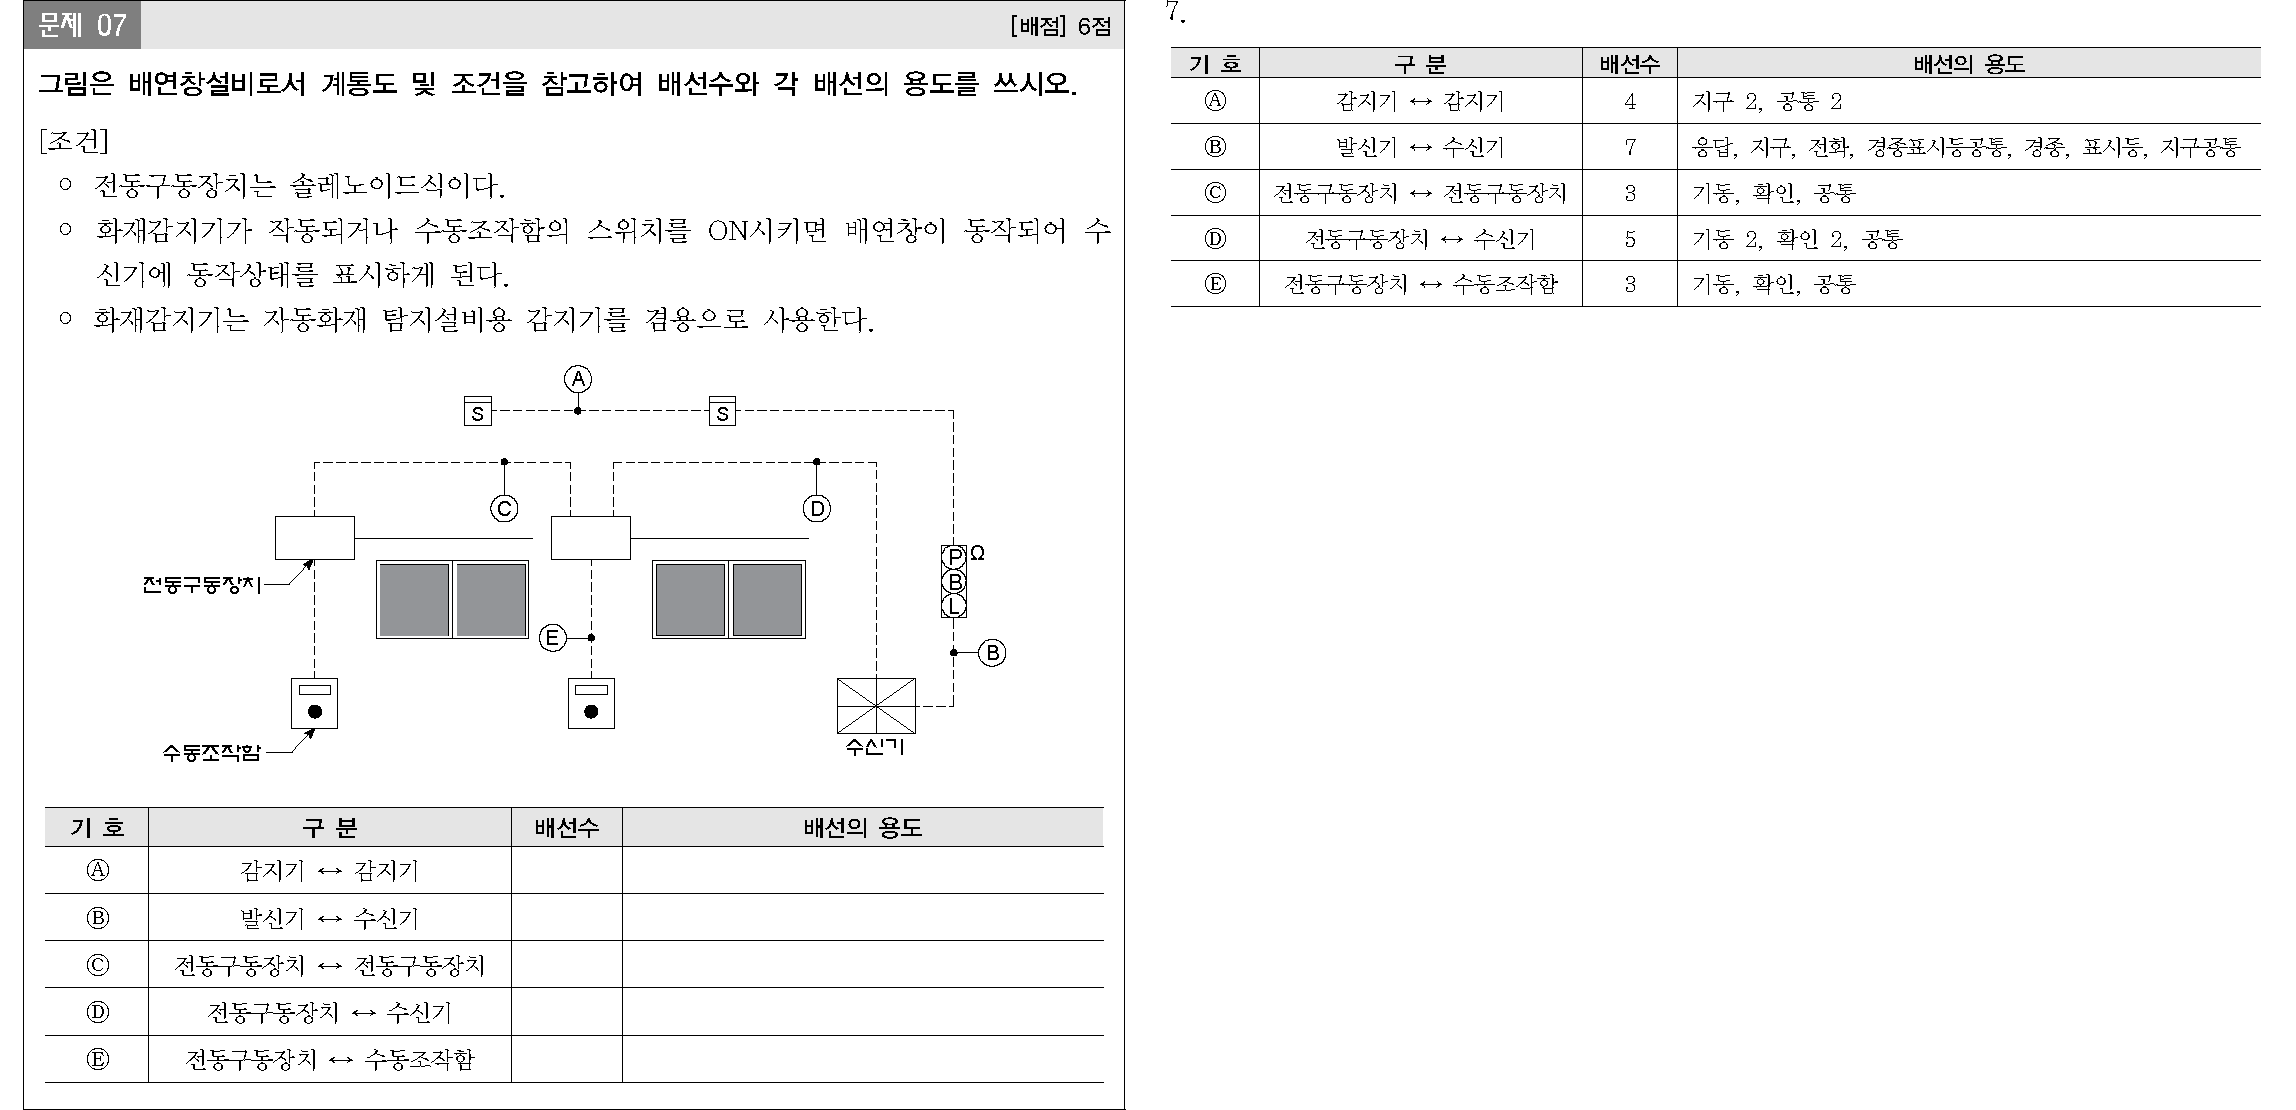 문제 07
[배점] 6점
그림은 배연창설비로서 계통도 및 조건을 참고하여 배선수와 각 배선의 용도를 쓰시오.
[조건]
○ 전동구동장치는 솔레노이드식이다.
○ 화재감지기가 작동되거나 수동조작함의 스위치를 ON시키면 배연창이 동작되어 수
신기에 동작상태를 표시하게 된다.
○ 화재감지기는 자동화재 탐지설비용 감지기를 겸용으로 사용한다.
Ⓐ
S S
Ⓒ Ⓓ
P Ω
B
L
전동구동장치
Ⓔ
Ⓑ
수동조작함
수신기
기 호 구 분 배선수 배선의 용도
Ⓐ 감지기 ↔ 감지기
Ⓑ 발신기 ↔ 수신기
Ⓒ 전동구동장치 ↔ 전동구동장치
Ⓓ 전동구동장치 ↔ 수신기
Ⓔ 전동구동장치 ↔ 수동조작함
7.
기 호 구 분 배선수 배선의 용도
Ⓐ 감지기 ↔ 감지기 4 지구 2, 공통 2
Ⓑ 발신기 ↔ 수신기 7 응답, 지구, 전화, 경종표시등공통, 경종, 표시등, 지구공통
Ⓒ 전동구동장치 ↔ 전동구동장치 3 기동, 확인, 공통
Ⓓ 전동구동장치 ↔ 수신기 5 기동 2, 확인 2, 공통
Ⓔ 전동구동장치 ↔ 수동조작함 3 기동, 확인, 공통